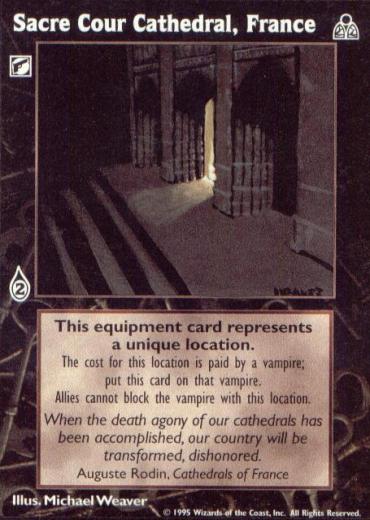 Sacre Cour Cathedral, France
2
This equipment card represents
a unique location.
The cost for this location is paid by a vampire;
put this card on that vampire.
Allies cannot block the vampire with this location.
When the death agony of our cathedrals has
been accomplished, our country will be
transformed, dishonored.
Auguste Rodin, Cathedrals of France
Illus. Michael Weaver
© 1995 Wizards of the Coast, Inc. All Rights Reserved.